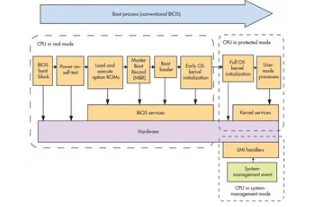 Boot process (conventional BIOS)
CPU in real mode
CPU in protected mode
BIOS
boot
block
Power-on-
self-test
Load and
execute
option ROMs
Master
Boot
Record
(MBR)
Boot
loader
Early OS
kernel
initialization
Full OS
kernel
initialization
User-
mode
processes
BIOS services
Kernel services
Hardware
SMI handlers
System-
management event
CPU in system
management mode